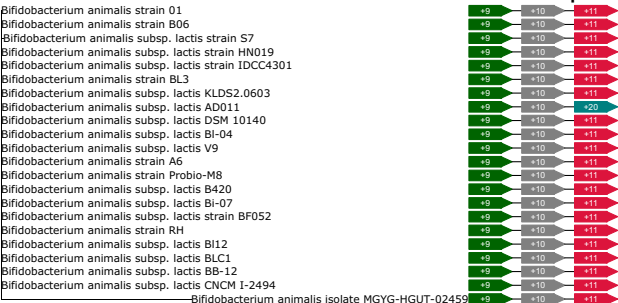 Bifidobacterium animalis strain 01 +9 +10 +11
Bifidobacterium animalis strain B06 +9 +10 +11
Bifidobacterium animalis subsp. lactis strain S7 +9 +10 +11
Bifidobacterium animalis subsp. lactis strain HN019 +9 +10 +11
Bifidobacterium animalis subsp. lactis strain IDCC4301 +9 +10 +11
Bifidobacterium animalis strain BL3 +9 +10 +11
Bifidobacterium animalis subsp. lactis KLDS2.0603 +9 +10 +11
Bifidobacterium animalis subsp. lactis AD011 +9 +10 +20
Bifidobacterium animalis subsp. lactis DSM 10140 +9 +10 +11
Bifidobacterium animalis subsp. lactis Bl-04 +9 +10 +11
Bifidobacterium animalis subsp. lactis V9 +9 +10 +11
Bifidobacterium animalis strain A6 +9 +10 +11
Bifidobacterium animalis strain Probio-M8 +9 +10 +11
Bifidobacterium animalis subsp. lactis B420 +9 +10 +11
Bifidobacterium animalis subsp. lactis Bi-07 +9 +10 +11
Bifidobacterium animalis subsp. lactis strain BF052 +9 +10 +11
Bifidobacterium animalis strain RH +9 +10 +11
Bifidobacterium animalis subsp. lactis Bl12 +9 +10 +11
Bifidobacterium animalis subsp. lactis BLC1 +9 +10 +11
Bifidobacterium animalis subsp. lactis BB-12 +9 +10 +11
Bifidobacterium animalis subsp. lactis CNCM I-2494 +9 +10 +11
Bifidobacterium animalis isolate MGYG-HGUT-02459 +9 +10 +11